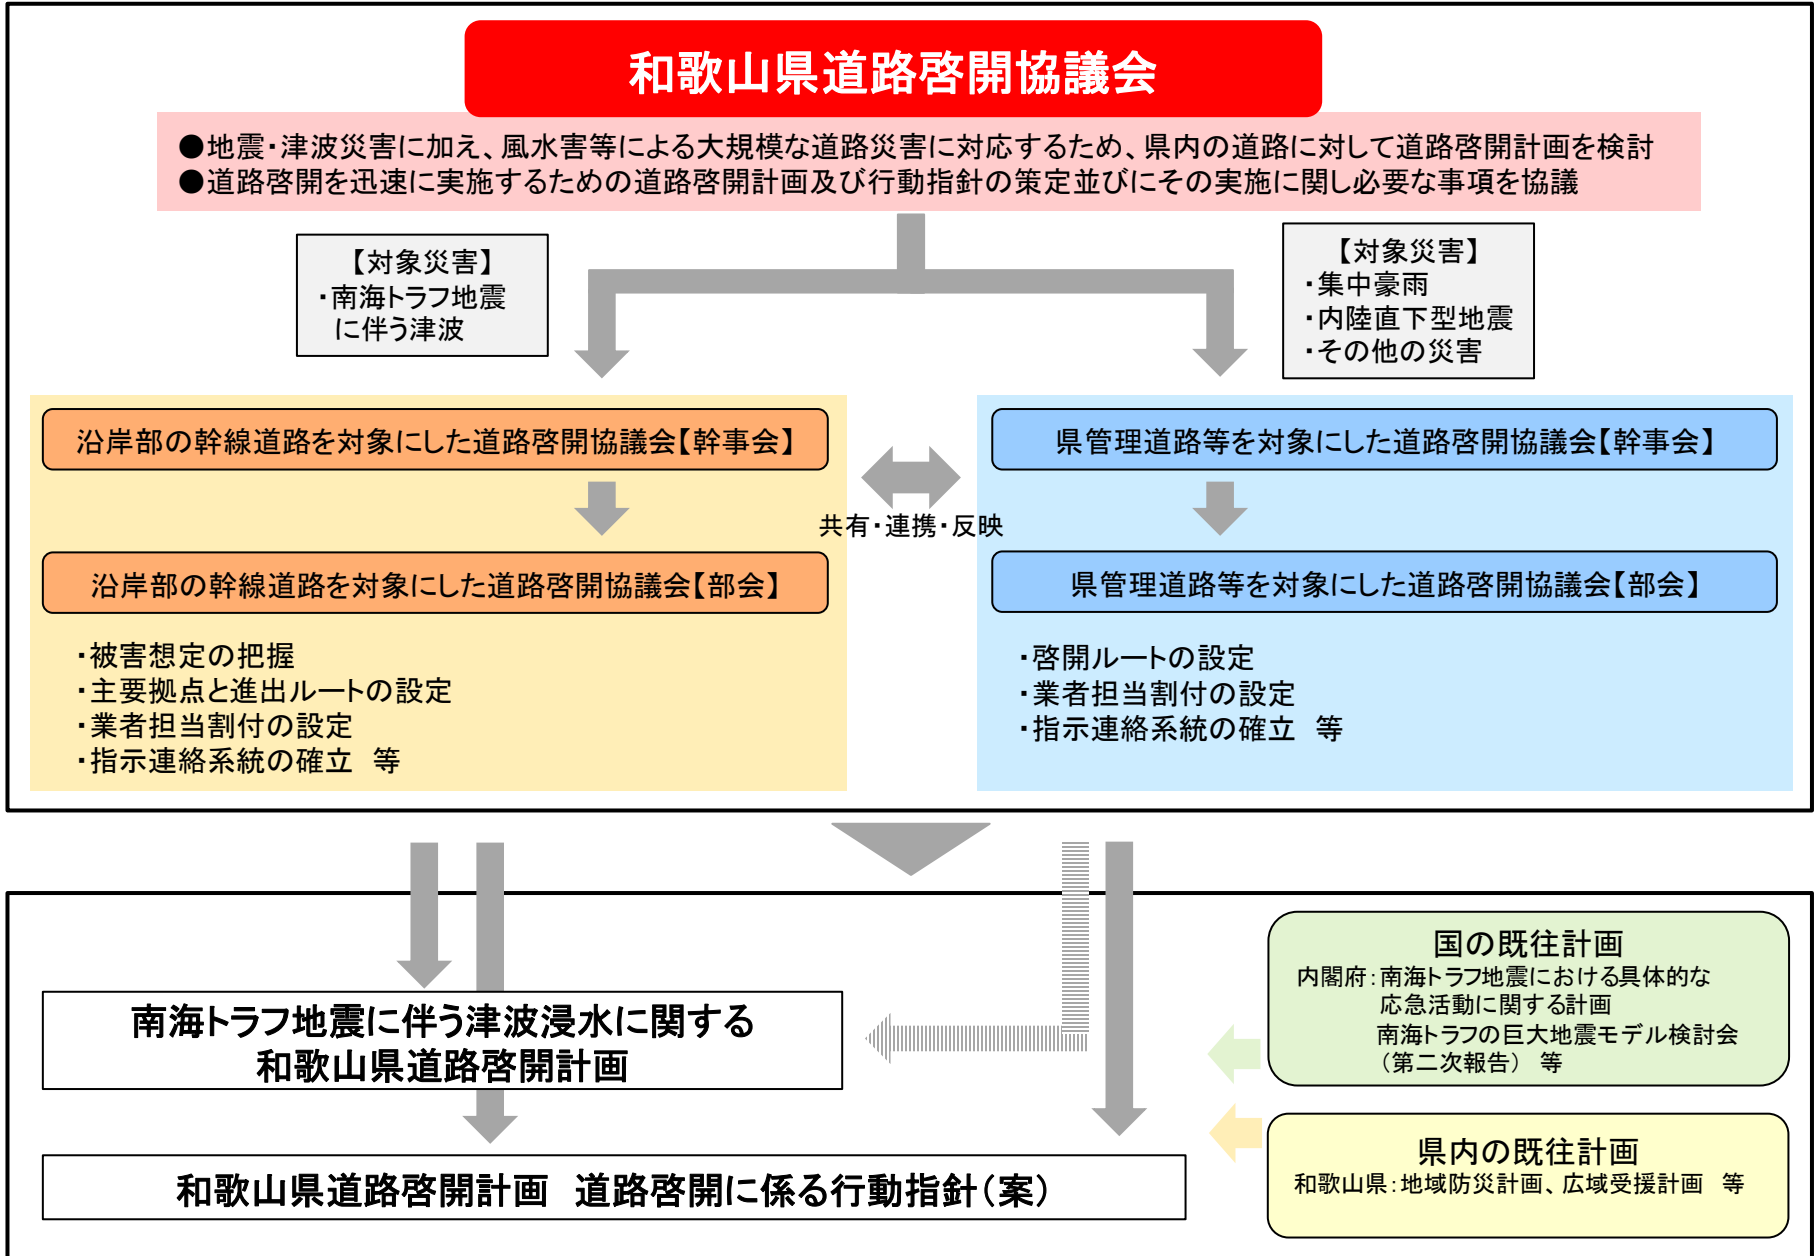 和歌山県道路啓開協議会
●地震・津波災害に加え、風水害等による大規模な道路災害に対応するため、県内の道路に対して道路啓開計画を検討
●道路啓開を迅速に実施するための道路啓開計画及び行動指針の策定並びにその実施に関し必要な事項を協議
【対象災害】
・南海トラフ地震
に伴う津波
【対象災害】
・集中豪雨
・内陸直下型地震
・その他の災害
沿岸部の幹線道路を対象にした道路啓開協議会【幹事会】
沿岸部の幹線道路を対象にした道路啓開協議会【部会】
・被害想定の把握
・主要拠点と進出ルートの設定
・業者担当割付の設定
・指示連絡系統の確立　等
共有・連携・反映
県管理道路等を対象にした道路啓開協議会【幹事会】
県管理道路等を対象にした道路啓開協議会【部会】
・啓開ルートの設定
・業者担当割付の設定
・指示連絡系統の確立　等
南海トラフ地震に伴う津波浸水に関する
和歌山県道路啓開計画
和歌山県道路啓開計画　道路啓開に係る行動指針（案）
国の既往計画
内閣府：南海トラフ地震における具体的な
応急活動に関する計画
南海トラフの巨大地震モデル検討会
（第二次報告）　等
県内の既往計画
和歌山県：地域防災計画、広域受援計画　等